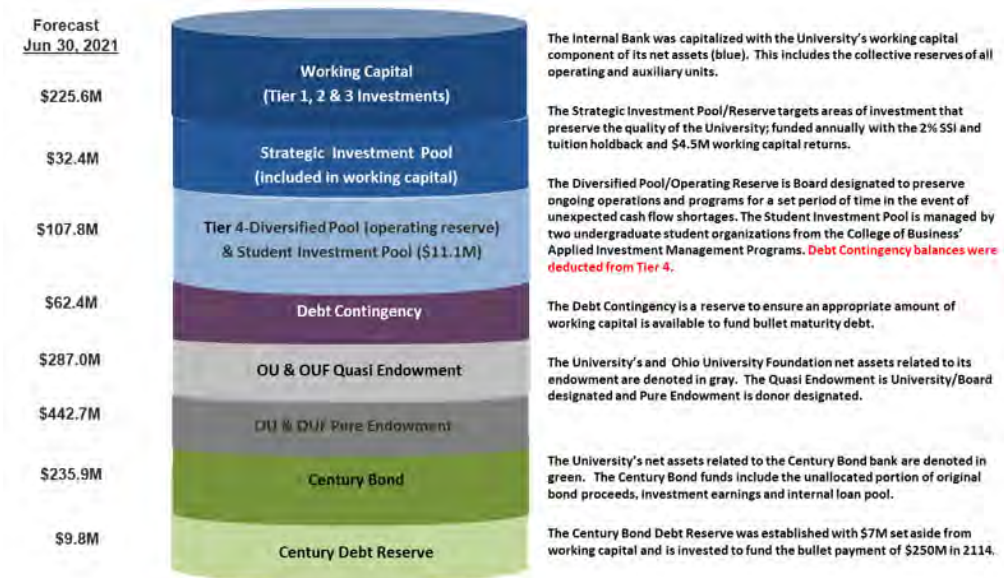 Forecast
Jun 30, 2021
$225.6M
$32.4M
$107.8M
$62.4M
$287.0M
$442.7M
$235.9M
$9.8M
Working Capital
(Tier 1, 2 & 3 Investments)
Strategic Investment Pool
(included in working capital)
Tier 4-Diversified Pool (operating reserve)
& Student Investment Pool ($11.1M)
Debt Contingency
OU & OUF Quasi Endowment
OU & OUF Pure Endowment
Century Bond
Century Debt Reserve
The Internal Bank was capitalized with the University's working capital
component of its net assets (blue). This includes the collective reserves of all
operating and auxiliary units.
The Strategic Investment Pool/Reserve targets areas of investment that
preserve the quality of the University; funded annually with the 2% SSI and
tuition holdback and $4.5M working capital returns.
The Diversified Pool/Operating Reserve is Board designated to preserve
ongoing operations and programs for a set period of time in the event of
unexpected cash flow shortages. The Student Investment Pool is managed by
two undergraduate student organizations from the College of Business'
Applied Investment Management Programs. Debt Contingency balances were
deducted from Tier 4.
The Debt Contingency is a reserve to ensure an appropriate amount of
working capital is available to fund bullet maturity debt.
The University's and Ohio University Foundation net assets related to its
endowment are denoted in gray. The Quasi Endowment is University/Board
designated and Pure Endowment is donor designated.
The University's net assets related to the Century Bond bank are denoted in
green. The Century Bond funds include the unallocated portion of original
bond proceeds, investment earnings and internal loan pool.
The Century Bond Debt Reserve was established with $7M set aside from
working capital and is invested to fund the bullet payment of $250M in 2114.